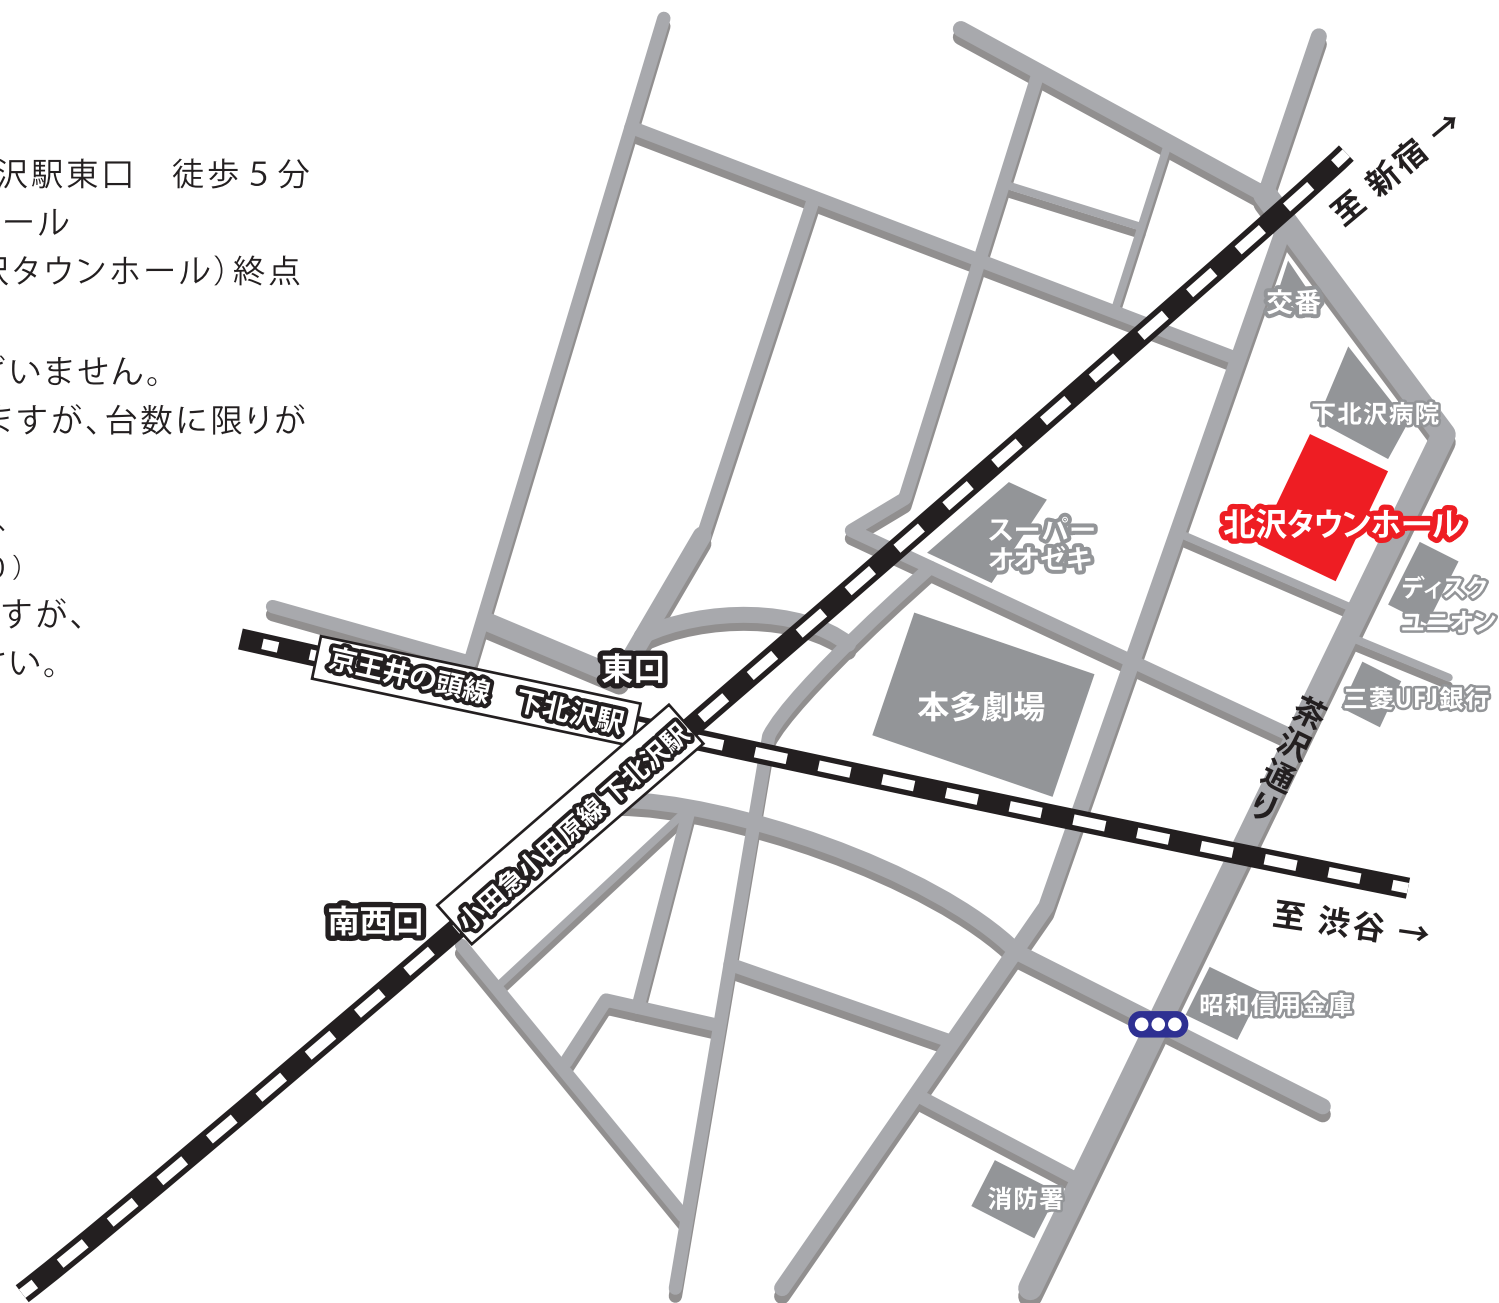 沢駅東口　徒歩 5 分
ール
沢タウンホール）終点
ざいません。
ますが、台数に限りが
、
0）
すが、
さい。
至 新宿 →
交番
下北沢病院
北沢タウンホール
スーパー
オオゼキ
ディスク
ユニオン
東口
京王井の頭線　下北沢駅
本多劇場
三菱UFJ銀行
茶沢通り
小田急小田原線 下北沢駅
南西口
至 渋谷 →
昭和信用金庫
消防署